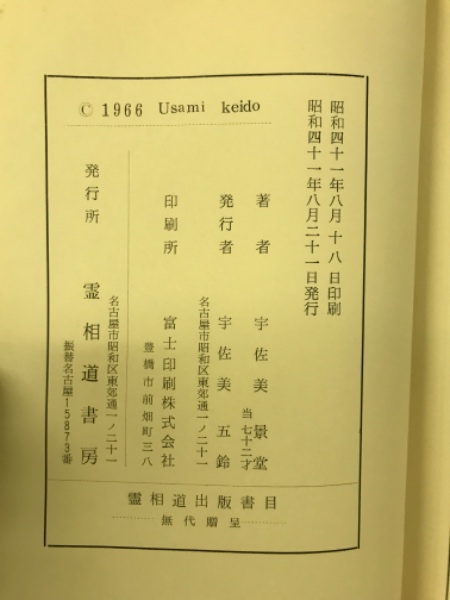 昭和四十一年八月十八日印刷
昭和四十一年八月二十一日発行
© 1966 Usami keido
著者 宇佐美景堂
当七十二才
発行者 宇佐美五鈴
名古屋市昭和区東郊通一ノ二十一
印刷所 富士印刷株式会社
豊橋市前畑町三八
発行所 霊相道書房
名古屋市昭和区東郊通一ノ二十一
振替名古屋15873番
霊相道出版書目
無代贈呈